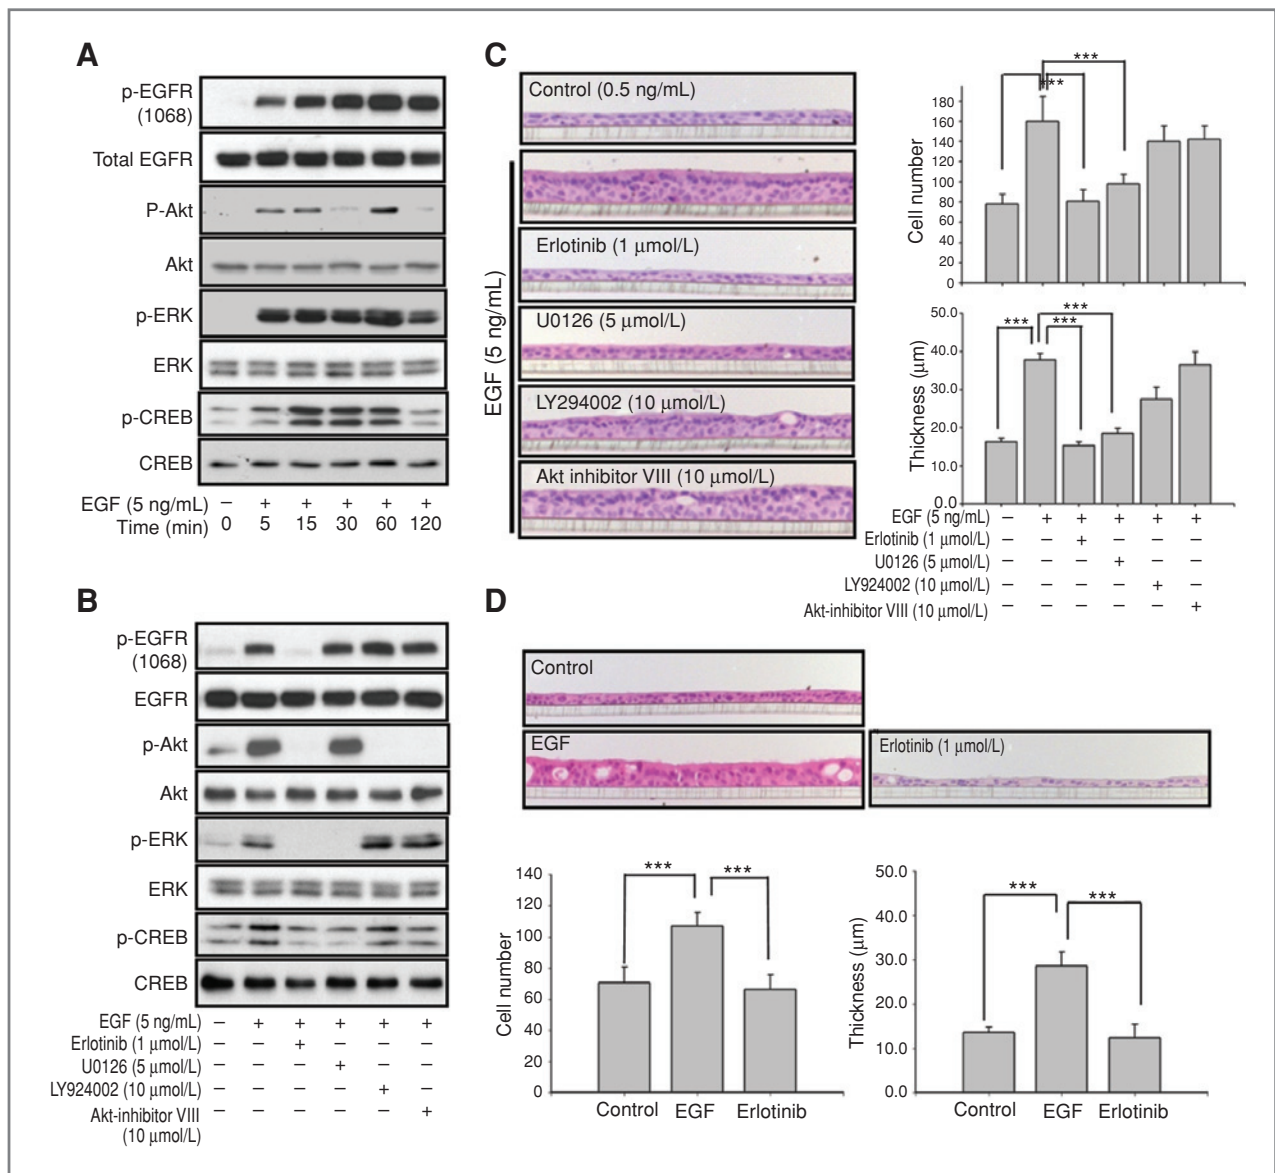 A
p-EGFR
(1068)
Total EGFR
P-Akt
Akt
p-ERK
ERK
p-CREB
CREB
EGF (5 ng/mL) – + + + + +
Time (min) 0 5 15 30 60 120
B
p-EGFR
(1068)
EGFR
p-Akt
Akt
p-ERK
ERK
p-CREB
CREB
EGF (5 ng/mL) – + + + + +
Erlotinib (1 μmol/L) – – + – – –
U0126 (5 μmol/L) – – – + – –
LY924002 (10 μmol/L) – – – – + –
Akt-inhibitor VIII – – – – – +
(10 μmol/L)
C
Control (0.5 ng/mL)
EGF (5 ng/mL)
Erlotinib (1 μmol/L)
U0126 (5 μmol/L)
LY294002 (10 μmol/L)
Akt inhibitor VIII (10 μmol/L)
***
***
Cell number
180
160
140
120
100
80
60
40
20
0
***
***
***
Thickness (μm)
50.0
40.0
30.0
20.0
10.0
0.0
EGF (5 ng/mL) – + + + + +
Erlotinib (1 μmol/L) – – + – – –
U0126 (5 μmol/L) – – – + – –
LY924002 (10 μmol/L) – – – – + –
Akt-inhibitor VIII (10 μmol/L) – – – – – +
D
Control
EGF
Erlotinib (1 μmol/L)
*** ***
Cell number
140
120
100
80
60
40
20
0
Control EGF Erlotinib
*** ***
Thickness (μm)
50.0
40.0
30.0
20.0
10.0
0.0
Control EGF Erlotinib